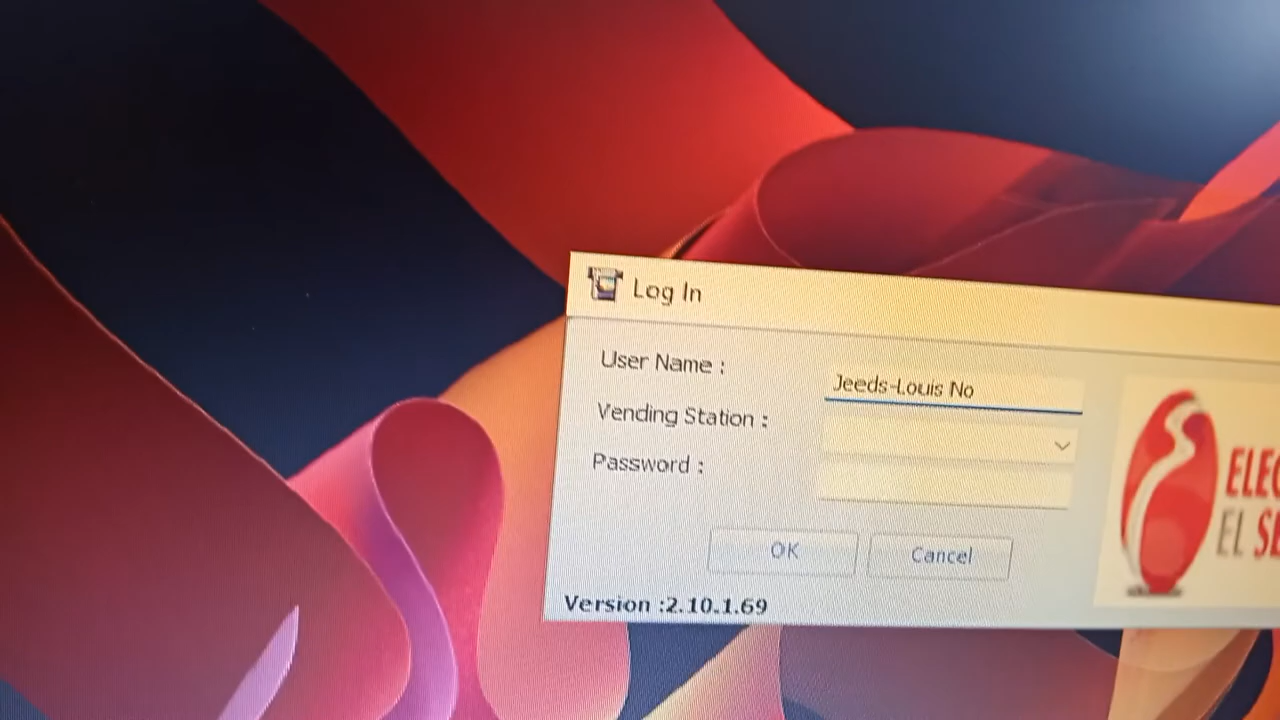 Log In
User Name :
Jeeds-Louis No
Vending Station :
Password :
OK
Cancel
Version :2.10.1.69
ELEC
EL SE